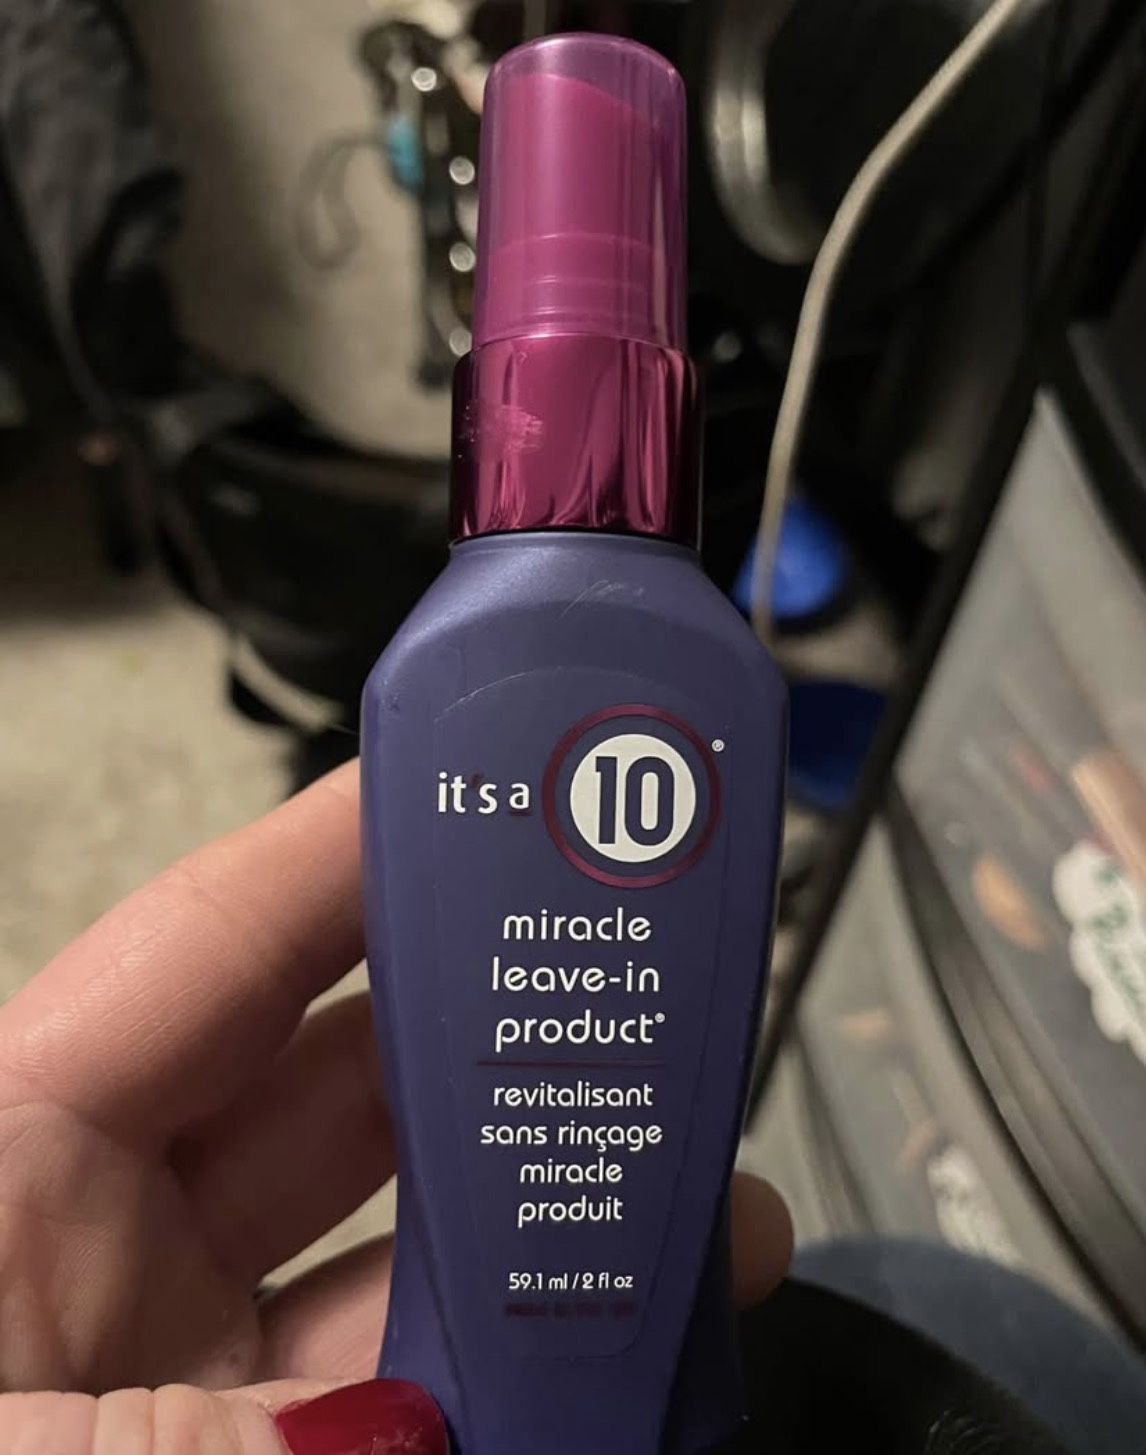 it's a 10®
miracle
leave-in
product®
revitalisant
sans rinçage
miracle
produit
59.1 ml / 2 fl oz